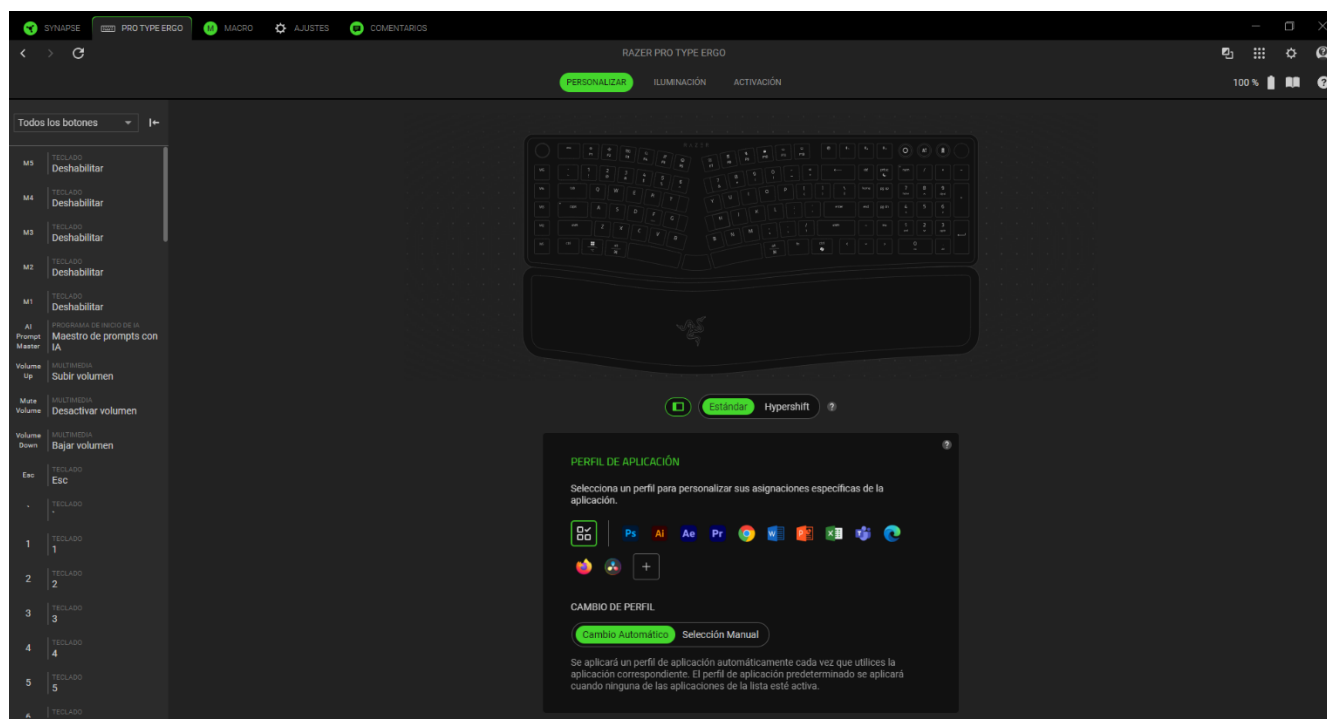 SYNAPSE
PRO TYPE ERGO
MACRO
AJUSTES
COMENTARIOS
RAZER PRO TYPE ERGO
PERSONALIZAR
ILUMINACIÓN
ACTIVACIÓN
100 %
Todos los botones
M5
TECLADO
Deshabilitar
M4
TECLADO
Deshabilitar
M3
TECLADO
Deshabilitar
M2
TECLADO
Deshabilitar
M1
TECLADO
Deshabilitar
AI
Prompt
Master
PROGRAMA DE INICIO DE IA
Maestro de prompts con
IA
Volume
Up
MULTIMEDIA
Subir volumen
Mute
Volume
MULTIMEDIA
Desactivar volumen
Volume
Down
MULTIMEDIA
Bajar volumen
Esc
TECLADO
Esc
`
TECLADO
`
1
TECLADO
1
2
TECLADO
2
3
TECLADO
3
4
TECLADO
4
5
TECLADO
5
6
TECLADO
RAZER
Estándar
Hypershift
PERFIL DE APLICACIÓN
Selecciona un perfil para personalizar sus asignaciones específicas de la
aplicación.
Ps
Ai
Ae
Pr
CAMBIO DE PERFIL
Cambio Automático
Selección Manual
Se aplicará un perfil de aplicación automáticamente cada vez que utilices la
aplicación correspondiente. El perfil de aplicación predeterminado se aplicará
cuando ninguna de las aplicaciones de la lista esté activa.